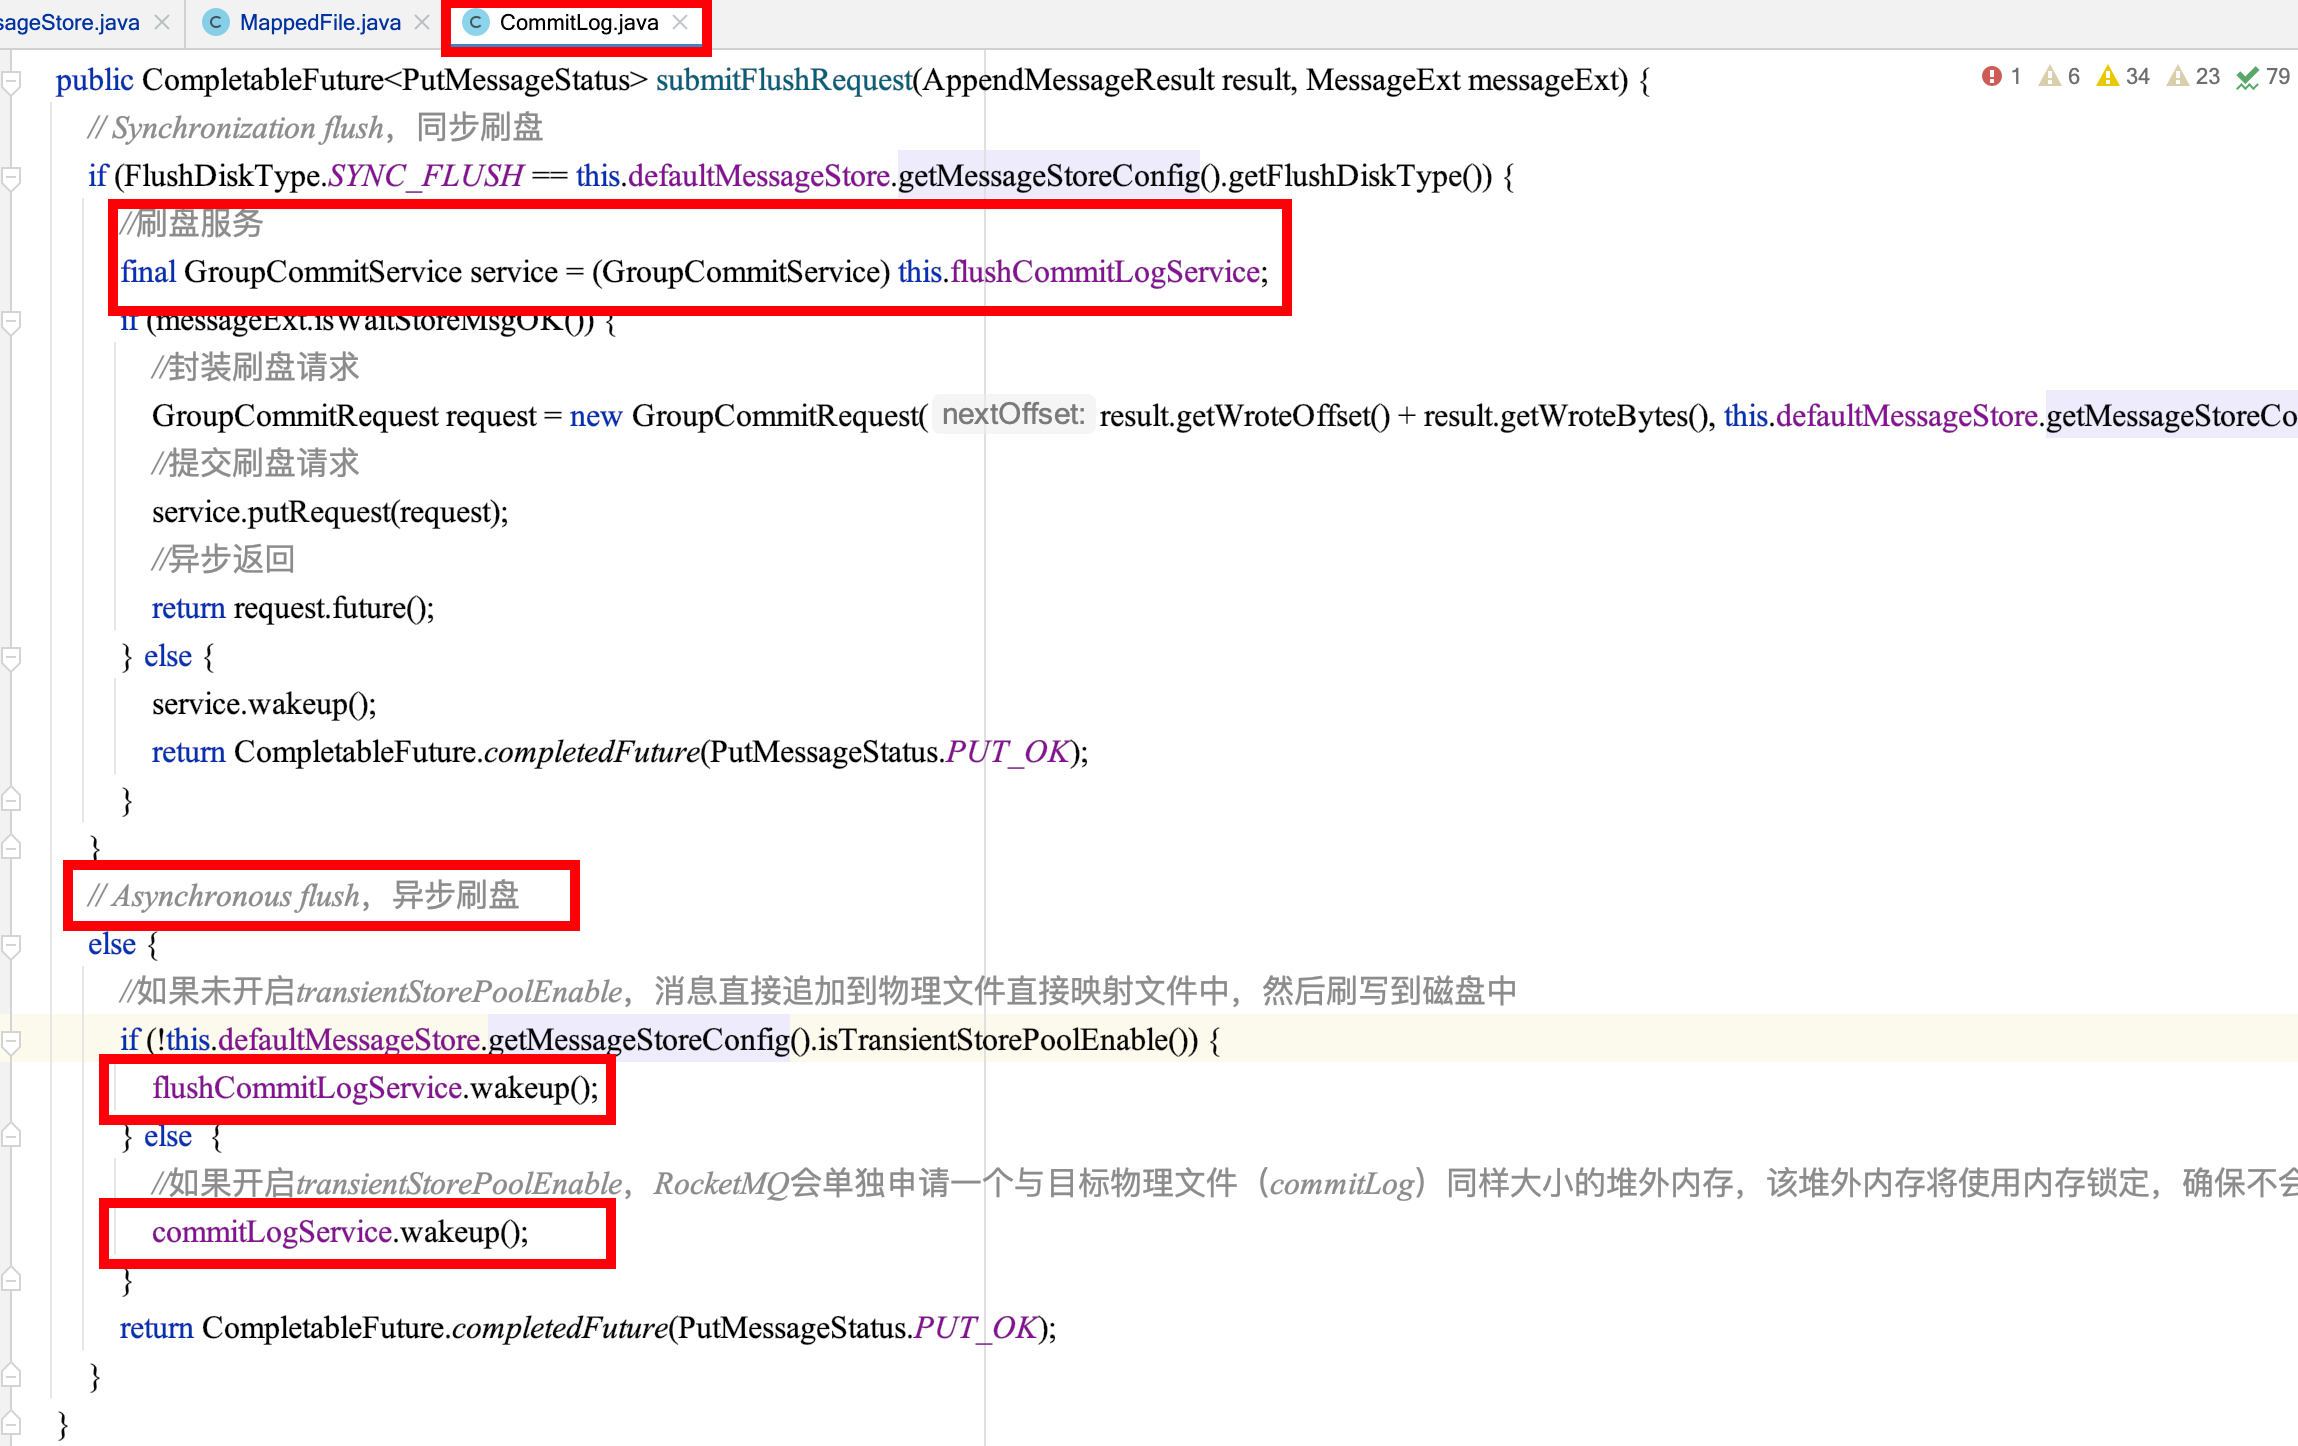 sageStore.java MappedFile.java CommitLog.java
public CompletableFuture<PutMessageStatus> submitFlushRequest(AppendMessageResult result, MessageExt messageExt) { 1 6 34 23 79
// Synchronization flush，同步刷盘
if (FlushDiskType.SYNC_FLUSH == this.defaultMessageStore.getMessageStoreConfig().getFlushDiskType()) {
//刷盘服务
final GroupCommitService service = (GroupCommitService) this.flushCommitLogService;
if (messageExt.isWaitStoreMsgOK()) {
//封装刷盘请求
GroupCommitRequest request = new GroupCommitRequest( nextOffset: result.getWroteOffset() + result.getWroteBytes(), this.defaultMessageStore.getMessageStoreCo
//提交刷盘请求
service.putRequest(request);
//异步返回
return request.future();
} else {
service.wakeup();
return CompletableFuture.completedFuture(PutMessageStatus.PUT_OK);
}
}
// Asynchronous flush，异步刷盘
else {
//如果未开启transientStorePoolEnable，消息直接追加到物理文件直接映射文件中，然后刷写到磁盘中
if (!this.defaultMessageStore.getMessageStoreConfig().isTransientStorePoolEnable()) {
flushCommitLogService.wakeup();
} else {
//如果开启transientStorePoolEnable，RocketMQ会单独申请一个与目标物理文件（commitLog）同样大小的堆外内存，该堆外内存将使用内存锁定，确保不会
commitLogService.wakeup();
}
return CompletableFuture.completedFuture(PutMessageStatus.PUT_OK);
}
}